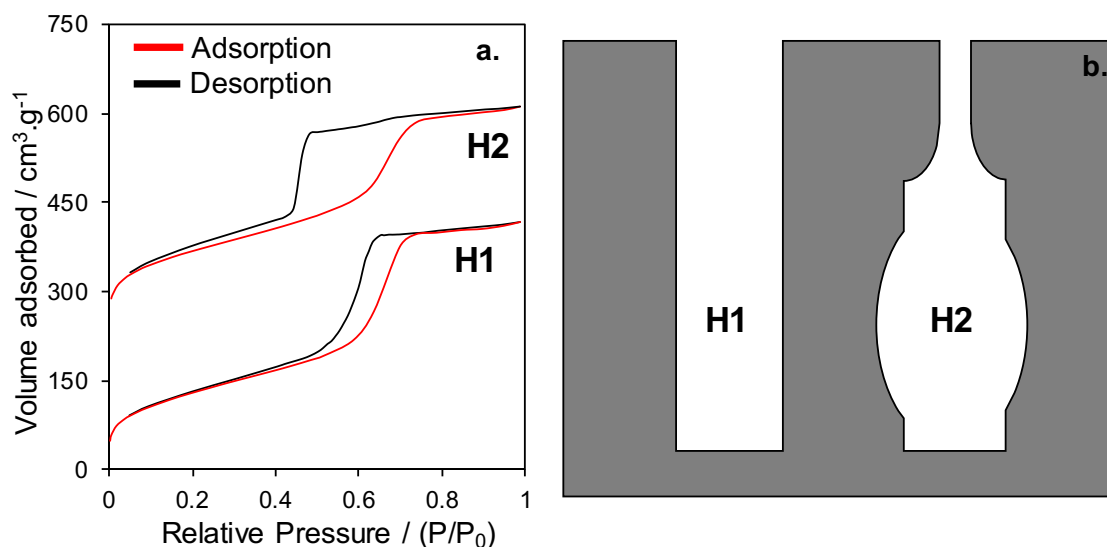 750
600
450
300
150
0
Volume adsorbed / cm³.g⁻¹
Adsorption
Desorption
a.
H2
H1
0
0.2
0.4
0.6
0.8
1
Relative Pressure / (P/P₀)
b.
H1
H2